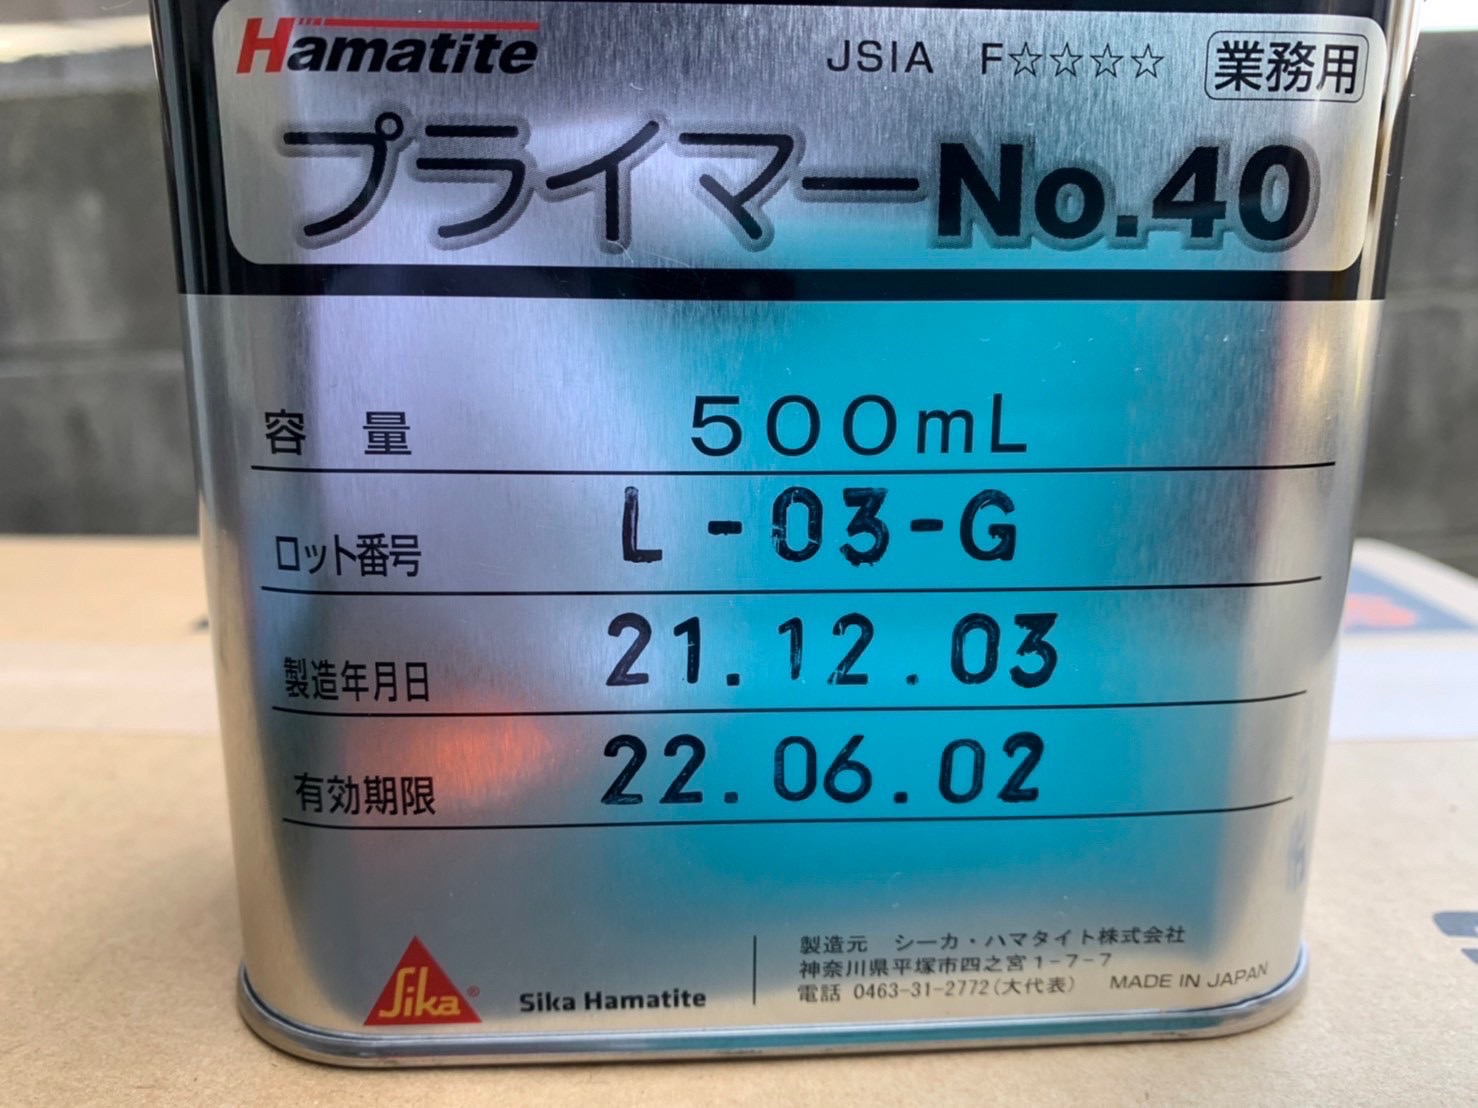 Hamatite JSIA F☆☆☆☆ 業務用
プライマーNo.40
容量 500mL
ロット番号 L-03-G
製造年月日 21.12.03
有効期限 22.06.02
Sika® Sika Hamatite
製造元 シーカ・ハマタイト株式会社
神奈川県平塚市四之宮1-7-7
電話 0463-31-2772(大代表) MADE IN JAPAN